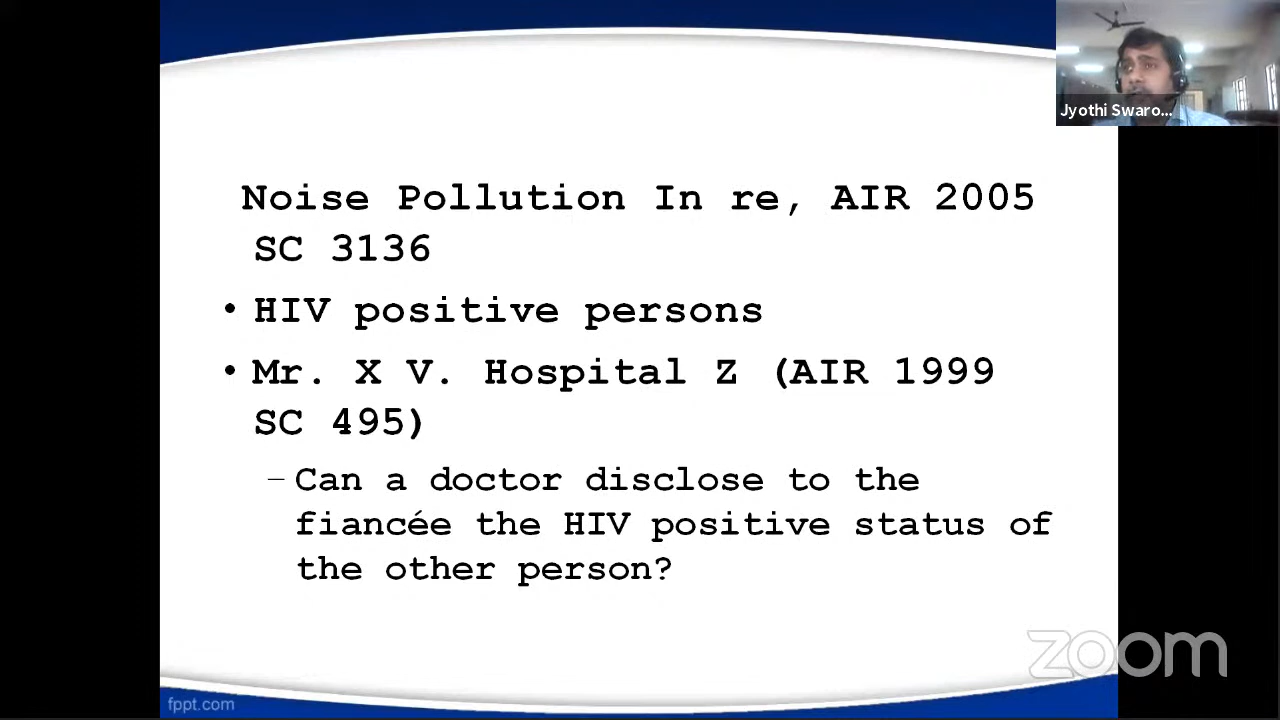 Jyothi Swaro...
Noise Pollution In re, AIR 2005
SC 3136
• HIV positive persons
• Mr. X V. Hospital Z (AIR 1999
SC 495)
– Can a doctor disclose to the
fiancée the HIV positive status of
the other person?
zoom
fppt.com